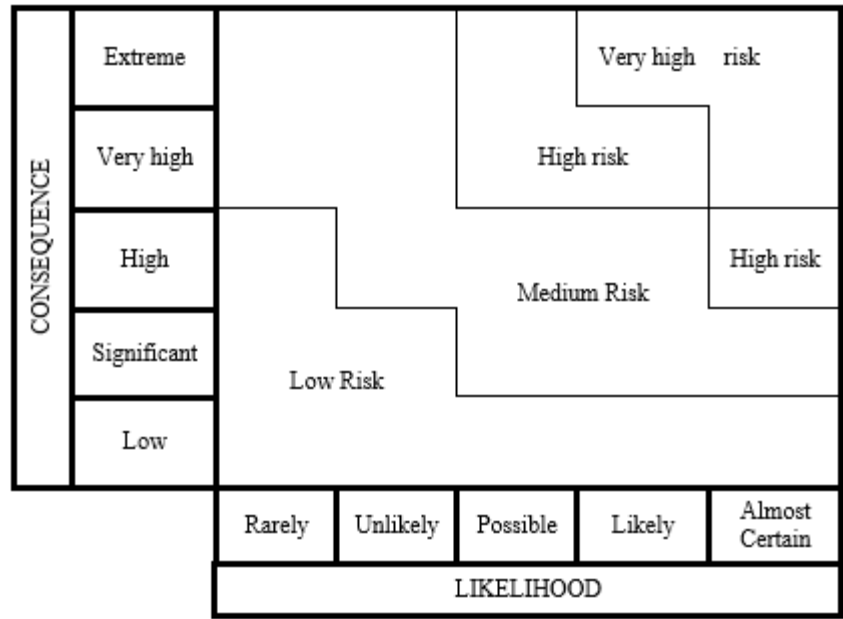 CONSEQUENCE
Extreme
Very high risk
Very high
High risk
High
High risk
Medium Risk
Significant
Low Risk
Low
Rarely
Unlikely
Possible
Likely
Almost
Certain
LIKELIHOOD